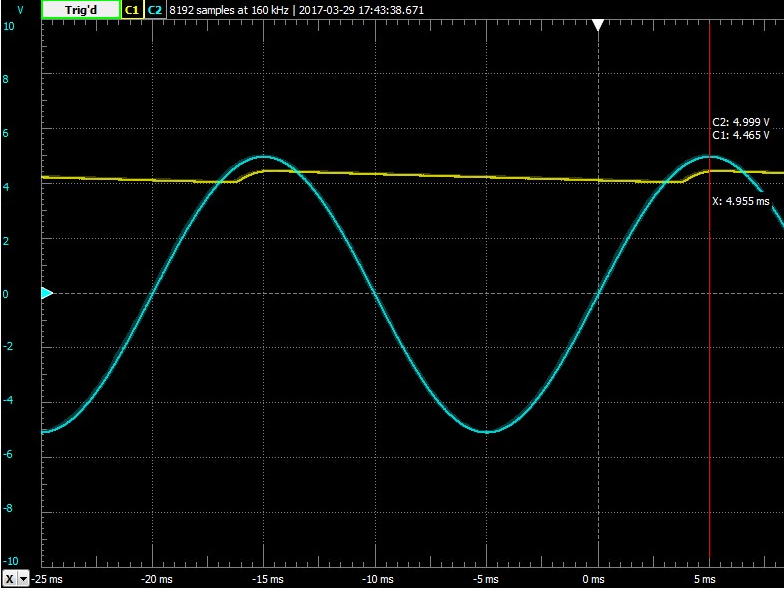 V Trig'd C1 C2 8192 samples at 160 kHz | 2017-03-29 17:43:38.671
10
8
6
C2: 4.999 V
C1: 4.465 V
4
X: 4.955 ms
2
0
-2
-4
-6
-8
-10
X -25 ms -20 ms -15 ms -10 ms -5 ms 0 ms 5 ms